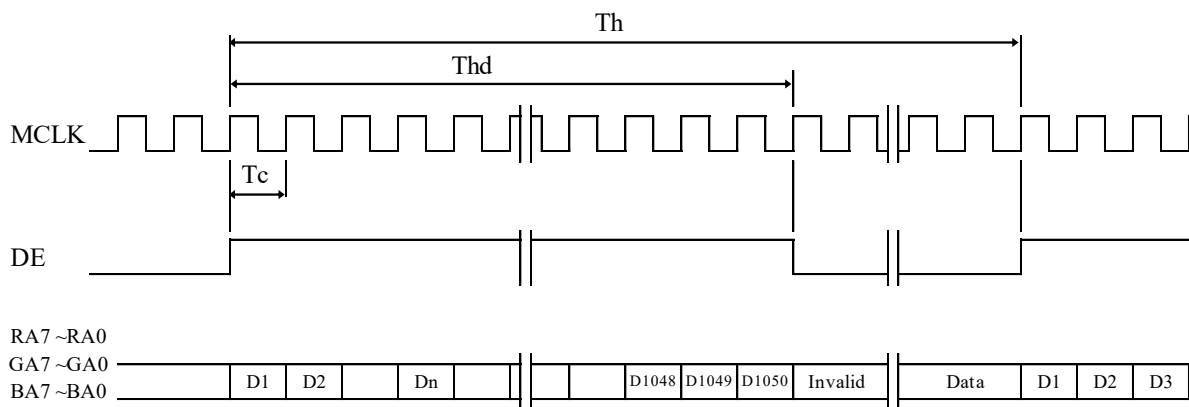 Th
Thd
MCLK
Tc
DE
RA7 ~RA0
GA7 ~GA0
BA7 ~BA0
D1 D2 Dn D1048 D1049 D1050 Invalid Data D1 D2 D3